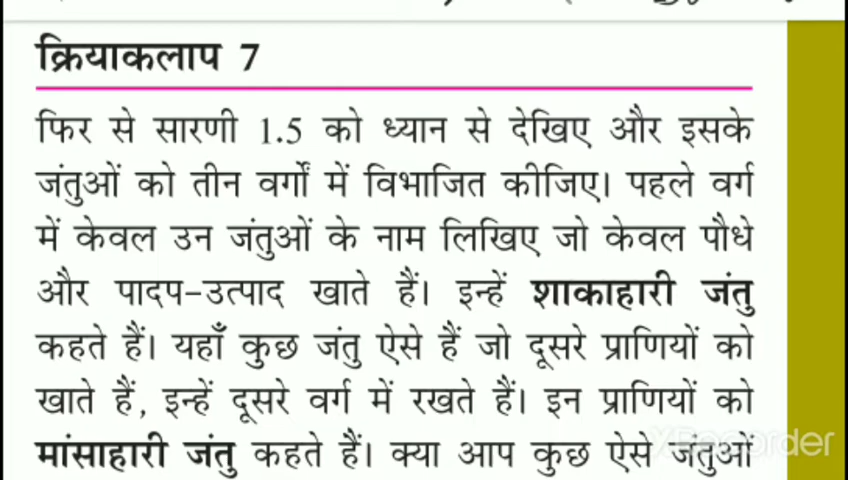 क्रियाकलाप 7
फिर से सारणी 1.5 को ध्यान से देखिए और इसके
जंतुओं को तीन वर्गों में विभाजित कीजिए। पहले वर्ग
में केवल उन जंतुओं के नाम लिखिए जो केवल पौधे
और पादप-उत्पाद खाते हैं। इन्हें शाकाहारी जंतु
कहते हैं। यहाँ कुछ जंतु ऐसे हैं जो दूसरे प्राणियों को
खाते हैं, इन्हें दूसरे वर्ग में रखते हैं। इन प्राणियों को
मांसाहारी जंतु कहते हैं। क्या आप कुछ ऐसे जंतुओं
XRecorder